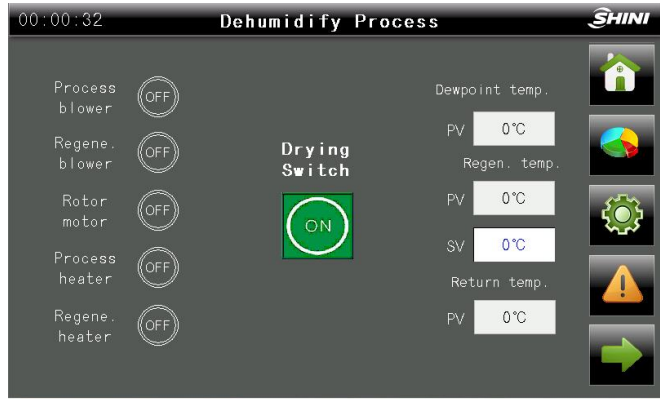 00:00:32 Dehumidify Process SHINI
Process
blower
OFF
Regene.
blower
OFF
Rotor
motor
OFF
Process
heater
OFF
Regene.
heater
OFF
Drying
Switch
ON
Dewpoint temp.
PV 0°C
Regen. temp.
PV 0°C
SV 0°C
Return temp.
PV 0°C